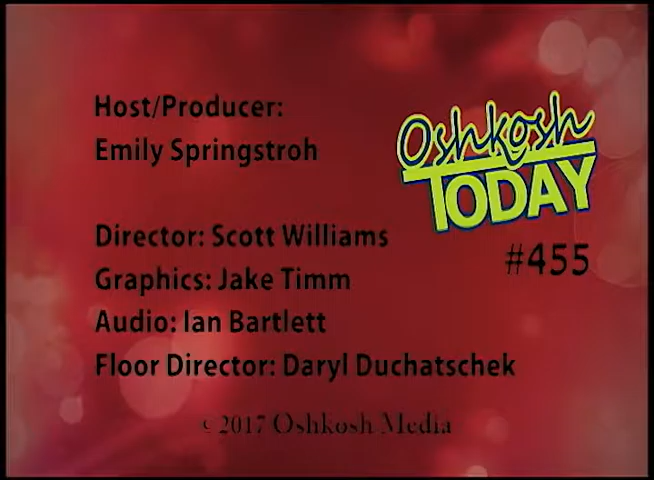 Host/Producer:
Emily Springstroh
Oshkosh
TODAY
#455
Director: Scott Williams
Graphics: Jake Timm
Audio: Ian Bartlett
Floor Director: Daryl Duchatschek
© 2017 Oshkosh Media